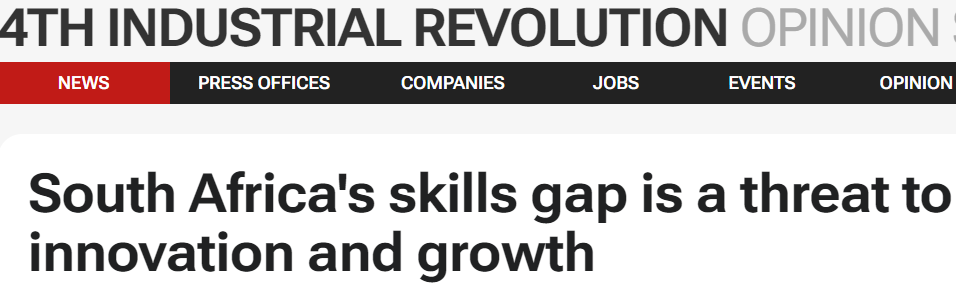 4TH INDUSTRIAL REVOLUTION OPINION
NEWS PRESS OFFICES COMPANIES JOBS EVENTS OPINION
South Africa's skills gap is a threat to
innovation and growth